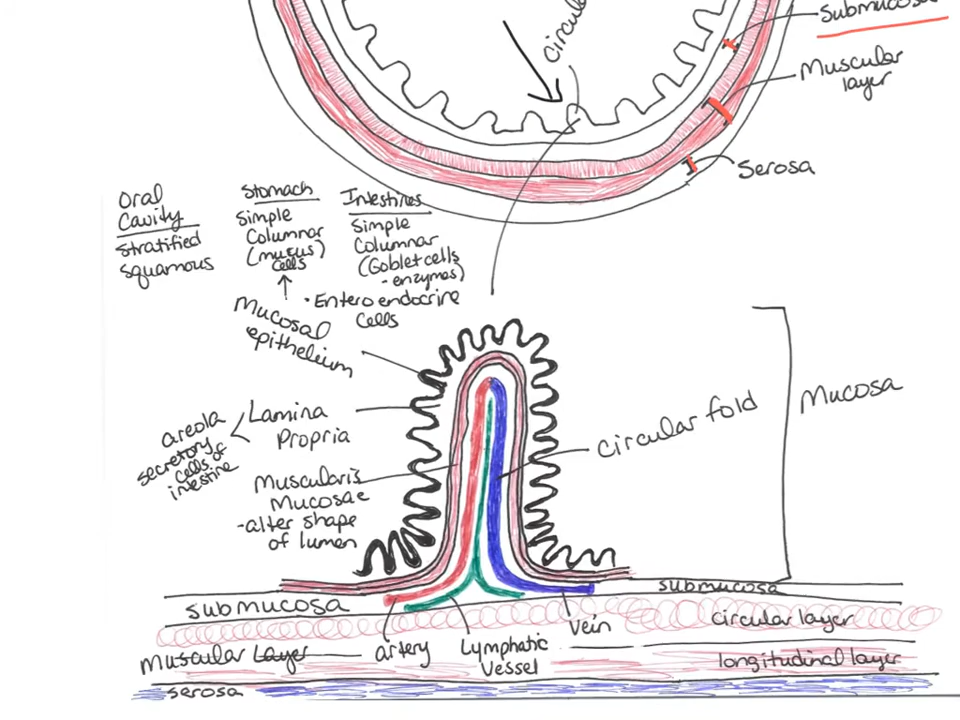 circul
Submucosa
Muscular
layer
Serosa
Oral
Cavity
stratified
squamous
Stomach
Simple
Columnar
(mucus)
cells
Intestines
Simple
Columnar
(Goblet cells
- enzymes)
• Entero endocrine
Cells
Mucosal
epithelium
areola
secretory
cells of
intestine
Lamina
Propria
Muscularis
Mucosae
- alter shape
of lumen
circular fold
Mucosa
submucosa
submucosa
circular layer
Muscular Layer
artery
Lymphatic
Vessel
Vein
longitudinal layer
serosa